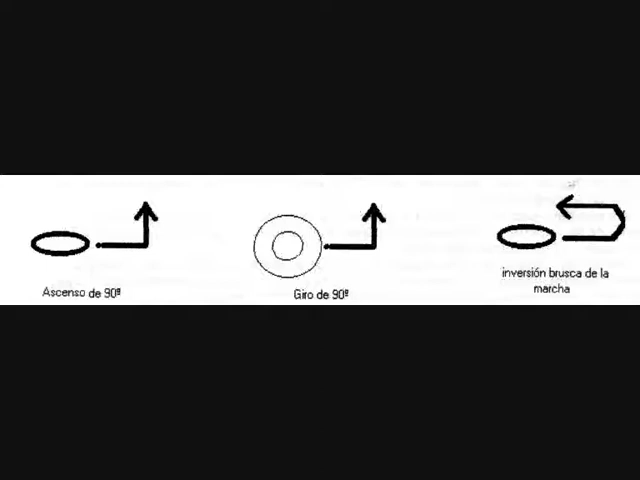 Ascenso de 90º
Giro de 90º
inversión brusca de la
marcha